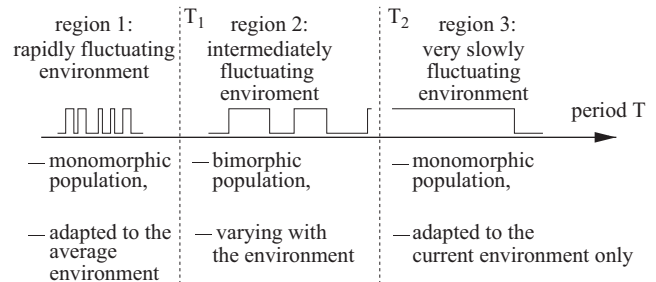 region 1:
rapidly fluctuating
environment
T1
region 2:
intermediately
fluctuating
enviroment
T2
region 3:
very slowly
fluctuating
environment
period T
— monomorphic
population,
— adapted to the
average
environment
— bimorphic
population,
— varying with
the environment
— monomorphic
population,
— adapted to the
current environment only